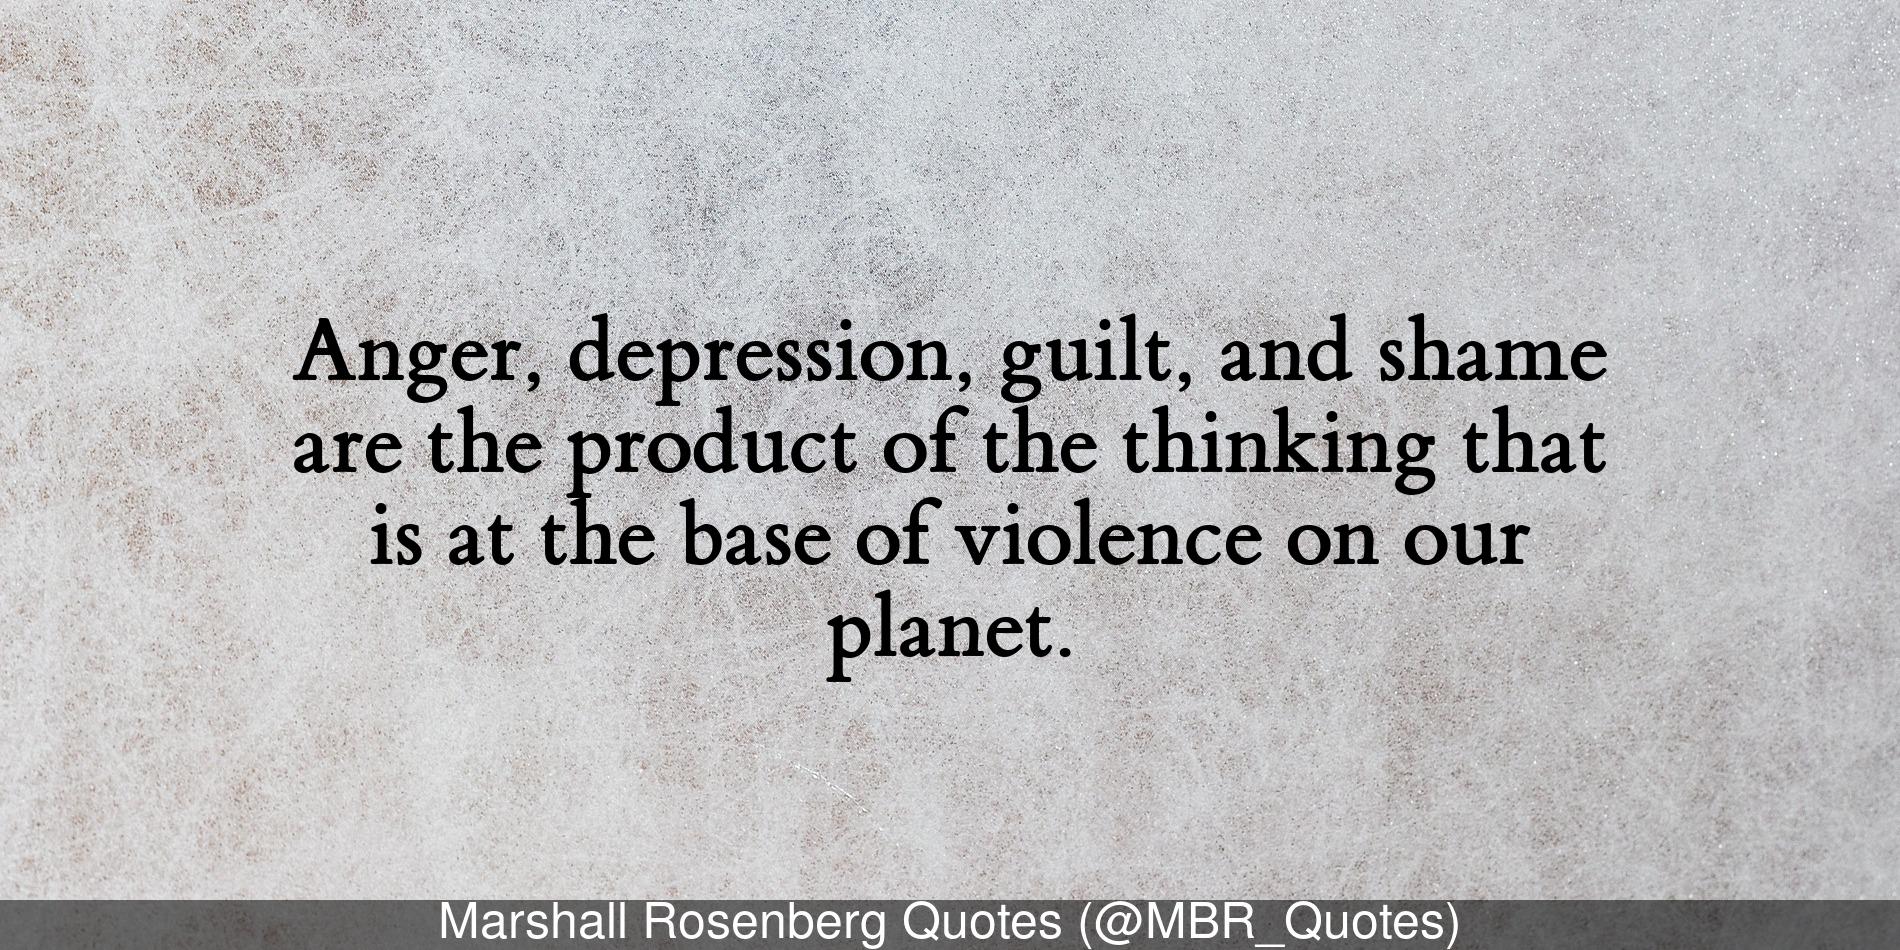 Anger, depression, guilt, and shame
are the product of the thinking that
is at the base of violence on our
planet.
Marshall Rosenberg Quotes (@MBR_Quotes)